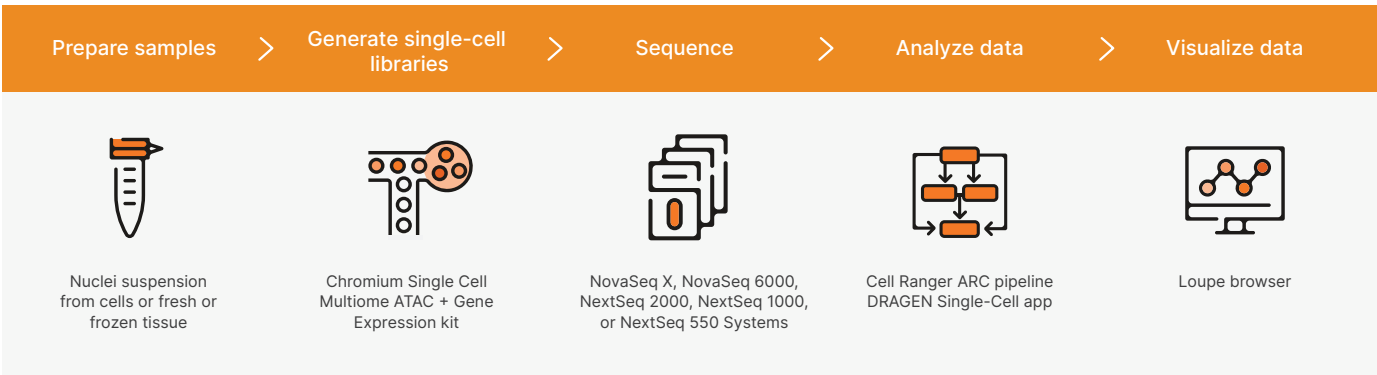 Prepare samples
Generate single-cell
libraries
Sequence
Analyze data
Visualize data
Nuclei suspension
from cells or fresh or
frozen tissue
Chromium Single Cell
Multiome ATAC + Gene
Expression kit
NovaSeq X, NovaSeq 6000,
NextSeq 2000, NextSeq 1000,
or NextSeq 550 Systems
Cell Ranger ARC pipeline
DRAGEN Single-Cell app
Loupe browser